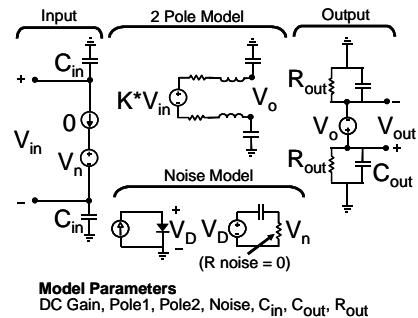 Input
2 Pole Model
Output
C_in
+
0
V_in
V_n
-
C_in
K*V_in
V_o
R_out
-
V_o
V_out
+
R_out
C_out
Noise Model
+
V_D
-
V_D
V_n
(R noise = 0)
Model Parameters
DC Gain, Pole1, Pole2, Noise, C_in, C_out, R_out